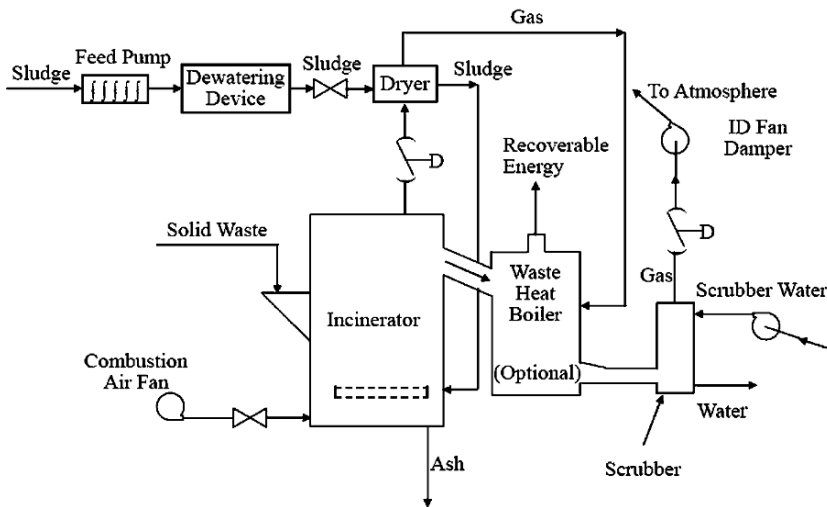 Gas
Feed Pump
Sludge
Dewatering
Device
Sludge
Dryer
Sludge
To Atmosphere
ID Fan
Damper
D
Recoverable
Energy
D
Solid Waste
Waste
Heat
Boiler
Gas
Scrubber Water
Incinerator
Combustion
Air Fan
(Optional)
Water
Ash
Scrubber